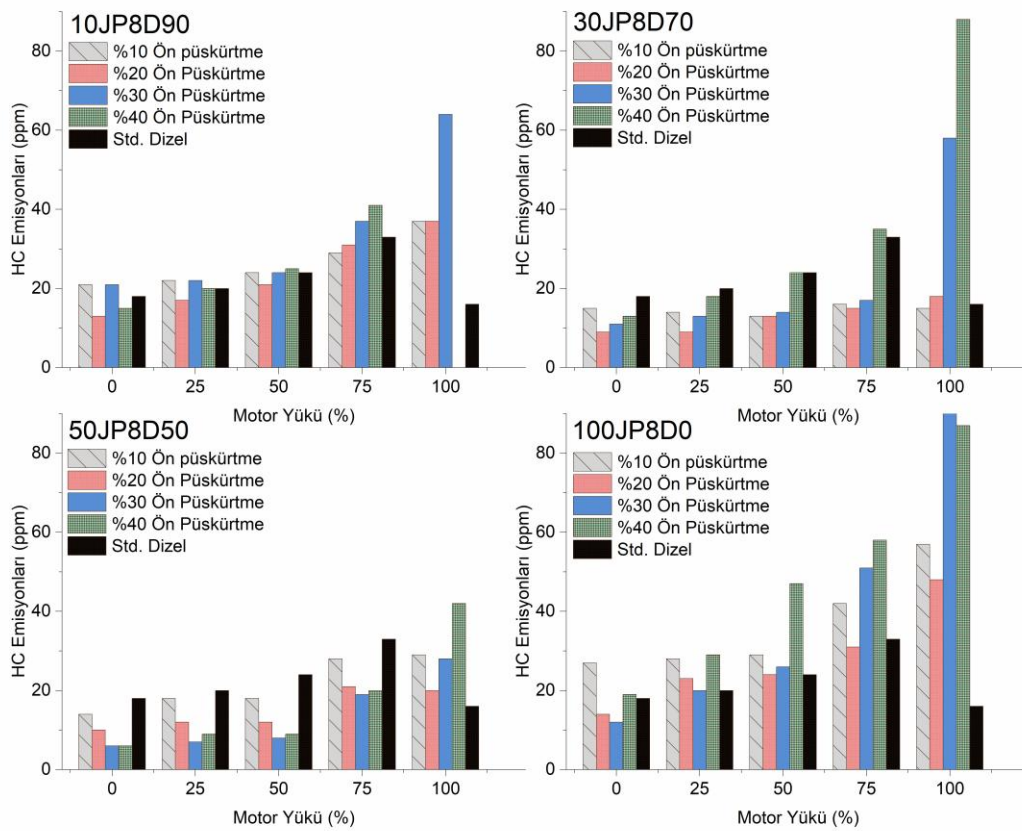 10JP8D90
%10 Ön püskürtme
%20 Ön Püskürtme
%30 Ön Püskürtme
%40 Ön Püskürtme
Std. Dizel
HC Emisyonları (ppm)
80
60
40
20
0
0 25 50 75 100
Motor Yükü (%)
30JP8D70
%10 Ön püskürtme
%20 Ön Püskürtme
%30 Ön Püskürtme
%40 Ön Püskürtme
Std. Dizel
HC Emisyonları (ppm)
80
60
40
20
0
0 25 50 75 100
Motor Yükü (%)
50JP8D50
%10 Ön püskürtme
%20 Ön Püskürtme
%30 Ön Püskürtme
%40 Ön Püskürtme
Std. Dizel
HC Emisyonları (ppm)
80
60
40
20
0
0 25 50 75 100
Motor Yükü (%)
100JP8D0
%10 Ön püskürtme
%20 Ön Püskürtme
%30 Ön Püskürtme
%40 Ön Püskürtme
Std. Dizel
HC Emisyonları (ppm)
80
60
40
20
0
0 25 50 75 100
Motor Yükü (%)